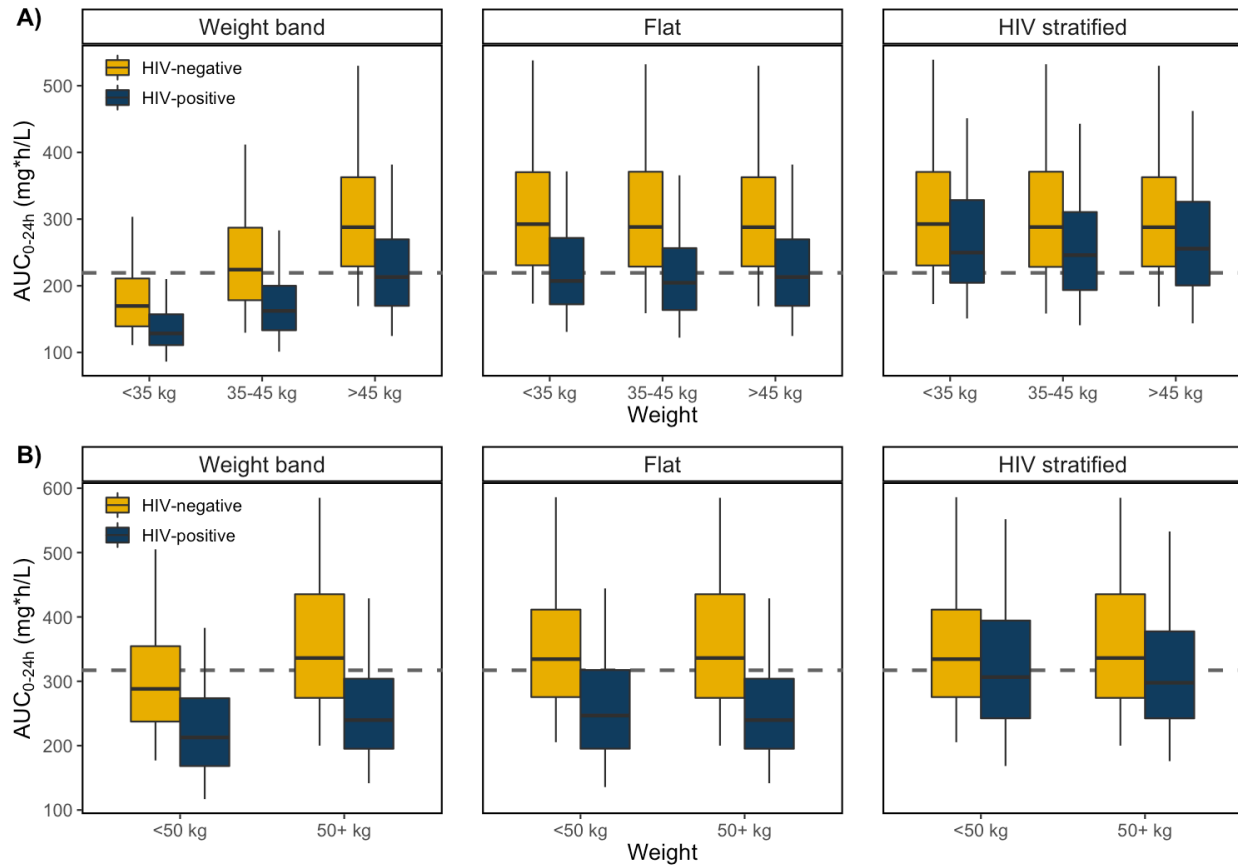 A)
Weight band
Flat
HIV stratified
HIV-negative
HIV-positive
AUC0-24h (mg*h/L)
500
400
300
200
100
<35 kg 35-45 kg >45 kg
<35 kg 35-45 kg >45 kg
<35 kg 35-45 kg >45 kg
Weight
B)
Weight band
Flat
HIV stratified
HIV-negative
HIV-positive
AUC0-24h (mg*h/L)
600
500
400
300
200
100
<50 kg 50+ kg
<50 kg 50+ kg
<50 kg 50+ kg
Weight